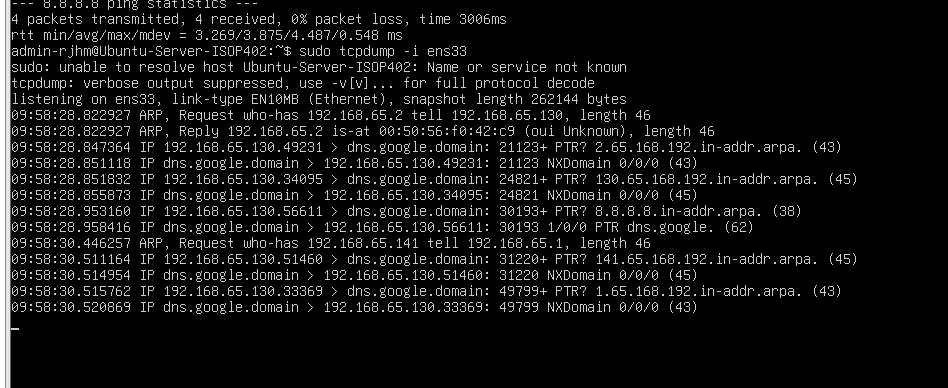 --- 8.8.8.8 ping statistics ---
4 packets transmitted, 4 received, 0% packet loss, time 3006ms
rtt min/avg/max/mdev = 3.269/3.875/4.487/0.548 ms
admin-rjhm@Ubuntu-Server-ISOP402:~$ sudo tcpdump -i ens33
sudo: unable to resolve host Ubuntu-Server-ISOP402: Name or service not known
tcpdump: verbose output suppressed, use -v[v]... for full protocol decode
listening on ens33, link-type EN10MB (Ethernet), snapshot length 262144 bytes
09:58:28.822927 ARP, Request who-has 192.168.65.2 tell 192.168.65.130, length 46
09:58:28.822927 ARP, Reply 192.168.65.2 is-at 00:50:56:f0:42:c9 (oui Unknown), length 46
09:58:28.847364 IP 192.168.65.130.49231 > dns.google.domain: 21123+ PTR? 2.65.168.192.in-addr.arpa. (43)
09:58:28.851118 IP dns.google.domain > 192.168.65.130.49231: 21123 NXDomain 0/0/0 (43)
09:58:28.851832 IP 192.168.65.130.34095 > dns.google.domain: 24821+ PTR? 130.65.168.192.in-addr.arpa. (45)
09:58:28.855873 IP dns.google.domain > 192.168.65.130.34095: 24821 NXDomain 0/0/0 (45)
09:58:28.953160 IP 192.168.65.130.56611 > dns.google.domain: 30193+ PTR? 8.8.8.8.in-addr.arpa. (38)
09:58:28.958416 IP dns.google.domain > 192.168.65.130.56611: 30193 1/0/0 PTR dns.google. (62)
09:58:30.446257 ARP, Request who-has 192.168.65.141 tell 192.168.65.1, length 46
09:58:30.511164 IP 192.168.65.130.51460 > dns.google.domain: 31220+ PTR? 141.65.168.192.in-addr.arpa. (45)
09:58:30.514954 IP dns.google.domain > 192.168.65.130.51460: 31220 NXDomain 0/0/0 (45)
09:58:30.515762 IP 192.168.65.130.33369 > dns.google.domain: 49799+ PTR? 1.65.168.192.in-addr.arpa. (43)
09:58:30.520869 IP dns.google.domain > 192.168.65.130.33369: 49799 NXDomain 0/0/0 (43)